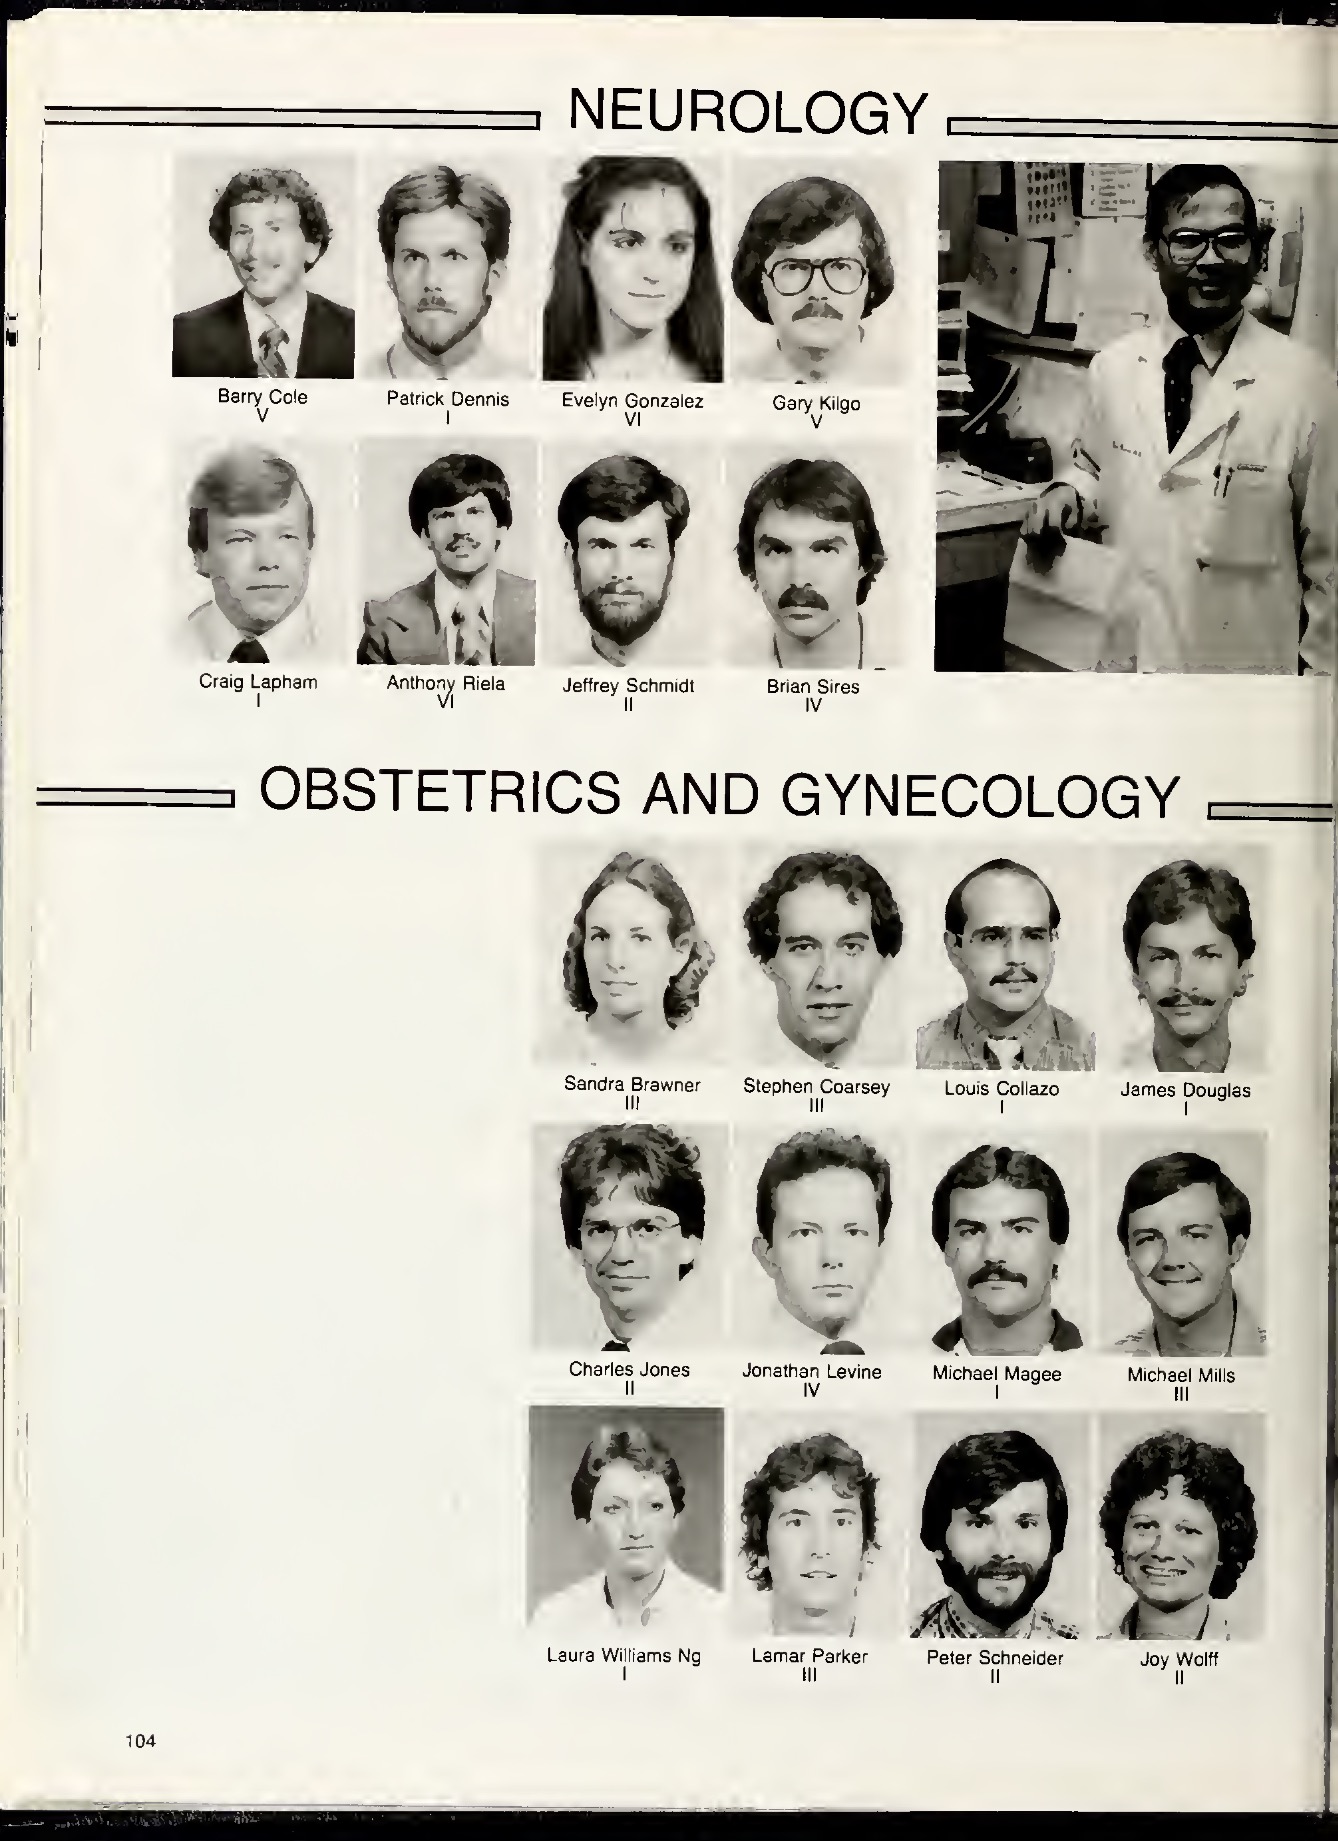 NEUROLOGY
Barry Cole
V
Patrick Dennis
I
Evelyn Gonzalez
VI
Gary Kilgo
V
Craig Lapham
I
Anthony Riela
VI
Jeffrey Schmidt
II
Brian Sires
IV
OBSTETRICS AND GYNECOLOGY
Sandra Brawner
III
Stephen Coarsey
III
Louis Collazo
I
James Douglas
I
Charles Jones
II
Jonathan Levine
IV
Michael Magee
I
Michael Mills
III
Laura Williams Ng
I
Lamar Parker
III
Peter Schneider
II
Joy Wolff
II
104